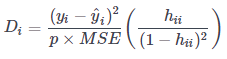 $D_i = \frac{(y_i - \hat{y}_i)^2}{p \times MSE} \left( \frac{h_{ii}}{(1 - h_{ii})^2} \right)$